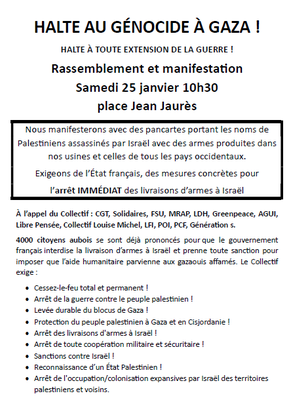 HALTE AU GÉNOCIDE À GAZA !
HALTE À TOUTE EXTENSION DE LA GUERRE !
Rassemblement et manifestation
Samedi 25 janvier 10h30
place Jean Jaurès
Nous manifesterons avec des pancartes portant les noms de
Palestiniens assassinés par Israël avec des armes produites dans
nos usines et celles de tous les pays occidentaux.
Exigeons de l’État français, des mesures concrètes pour
l’arrêt IMMÉDIAT des livraisons d’armes à Israël
À l’appel du Collectif : CGT, Solidaires, FSU, MRAP, LDH, Greenpeace, AGUI,
Libre Pensée, Collectif Louise Michel, LFI, POI, PCF, Génération s.
4000 citoyens aubois se sont déjà prononcés pour que le gouvernement
français interdise la livraison d’armes à Israël et prenne toute sanction pour
imposer que l’aide humanitaire parvienne aux gazaouis affamés. Le Collectif
exige :
• Cessez-le-feu total et permanent !
• Arrêt de la guerre contre le peuple palestinien !
• Levée durable du blocus de Gaza !
• Protection du peuple palestinien à Gaza et en Cisjordanie !
• Arrêt des livraisons d’armes à Israël !
• Arrêt de toute coopération militaire et sécuritaire !
• Sanctions contre Israël !
• Reconnaissance d’un État Palestinien !
• Arrêt de l’occupation/colonisation expansives par Israël des territoires
palestiniens et voisins.